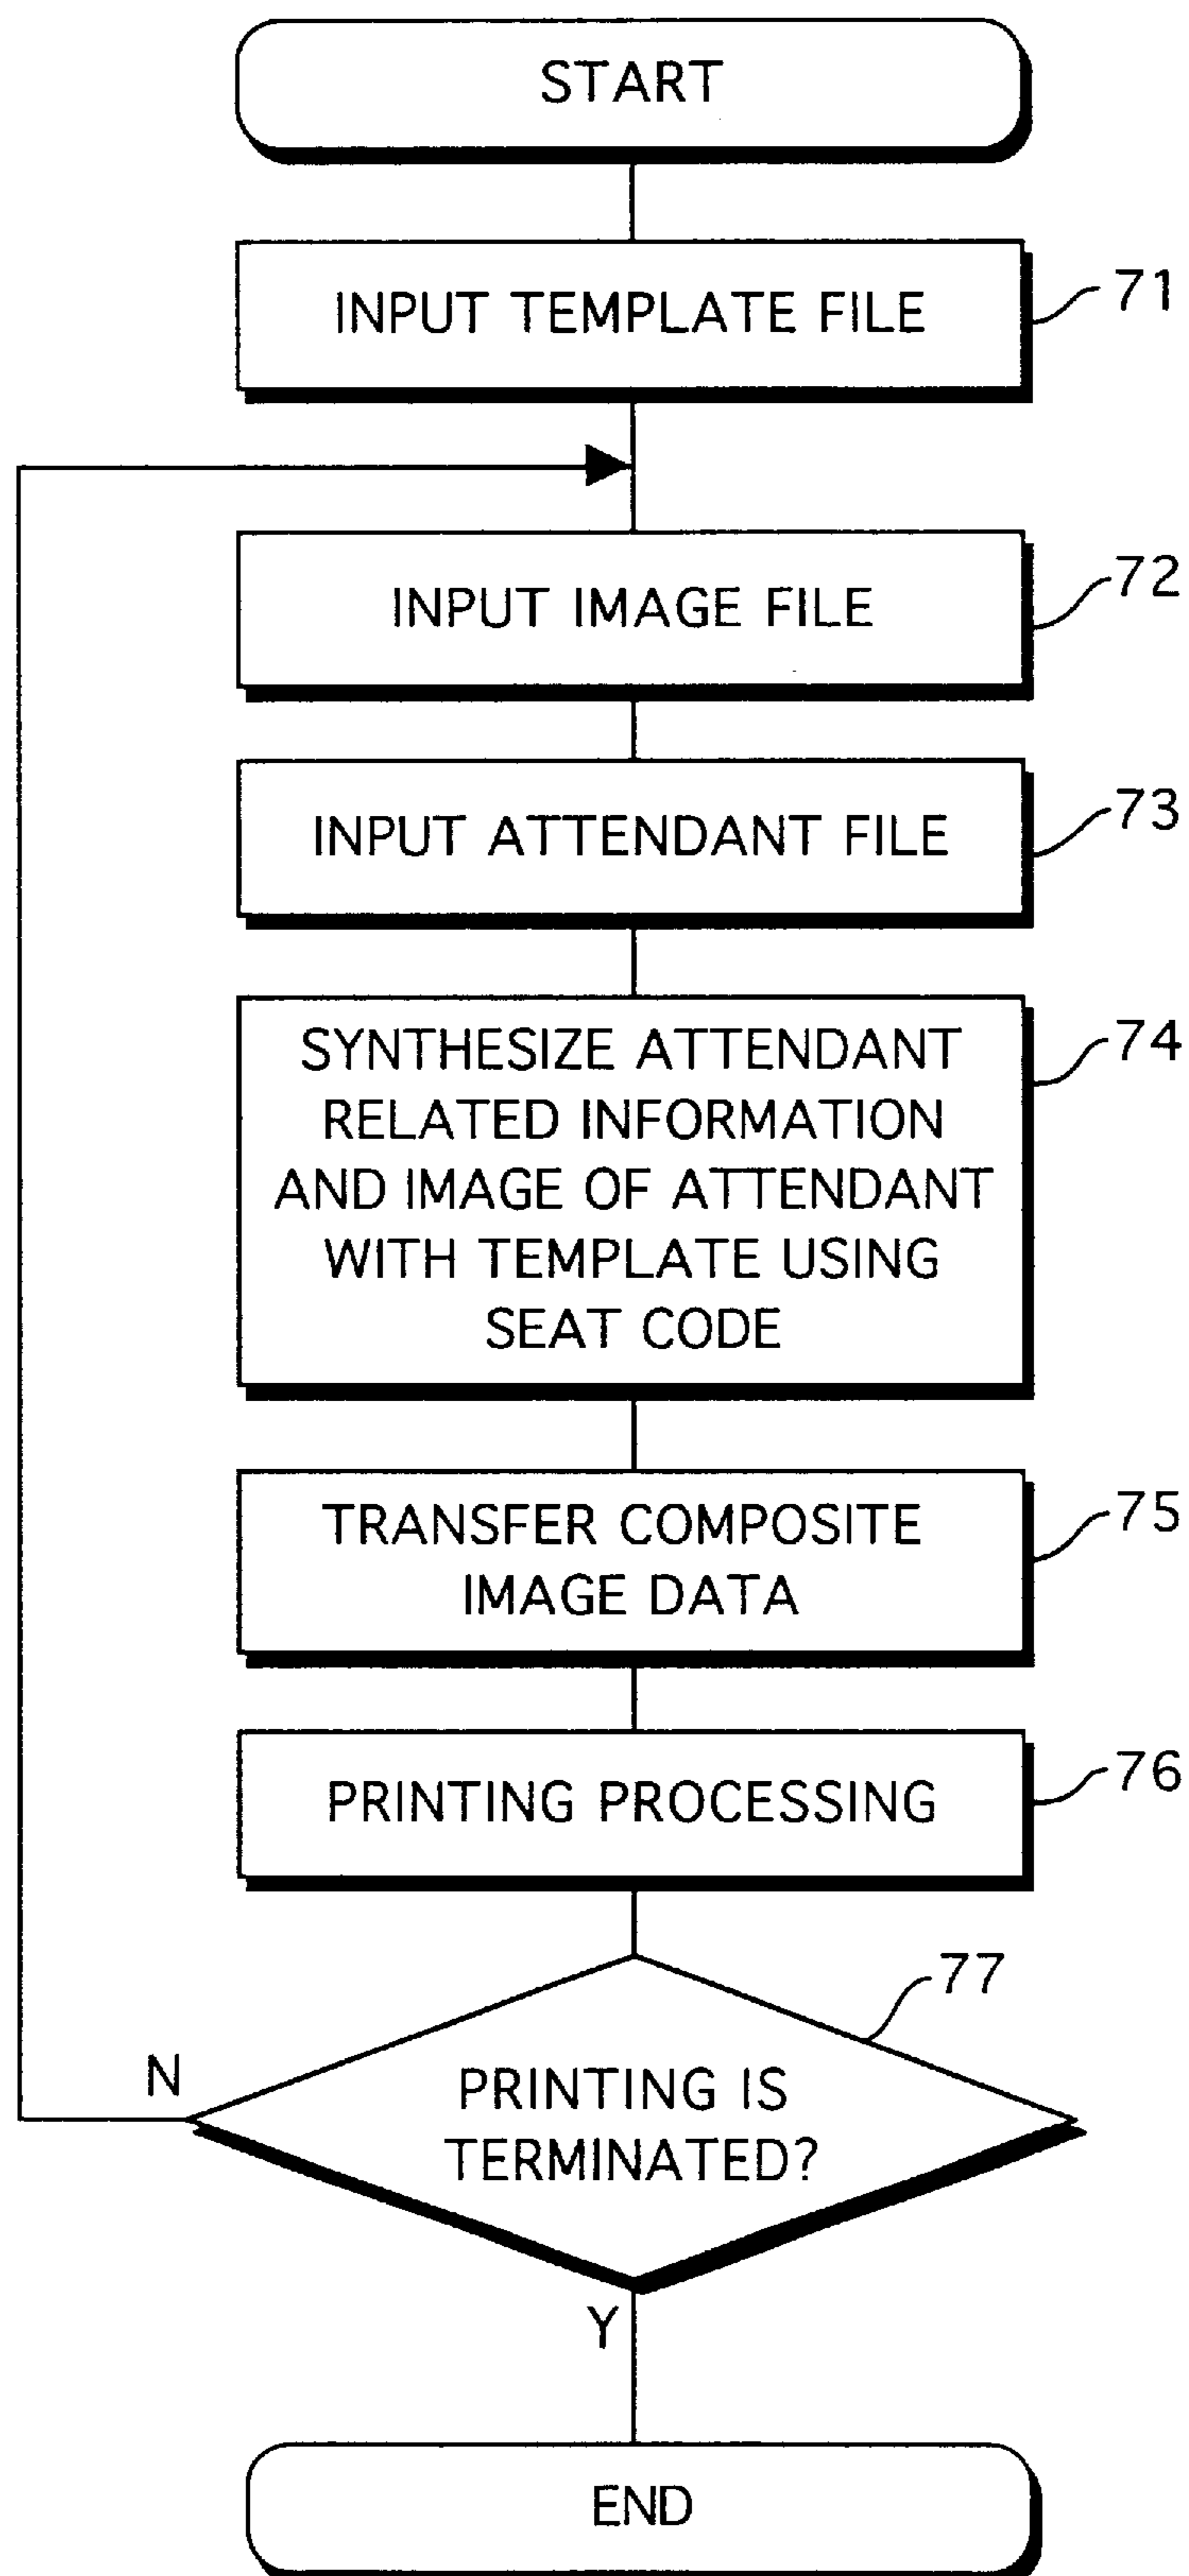 START
INPUT TEMPLATE FILE
71
INPUT IMAGE FILE
72
INPUT ATTENDANT FILE
73
SYNTHESIZE ATTENDANT
RELATED INFORMATION
AND IMAGE OF ATTENDANT
WITH TEMPLATE USING
SEAT CODE
74
TRANSFER COMPOSITE
IMAGE DATA
75
PRINTING PROCESSING
76
77
N
PRINTING IS
TERMINATED?
Y
END